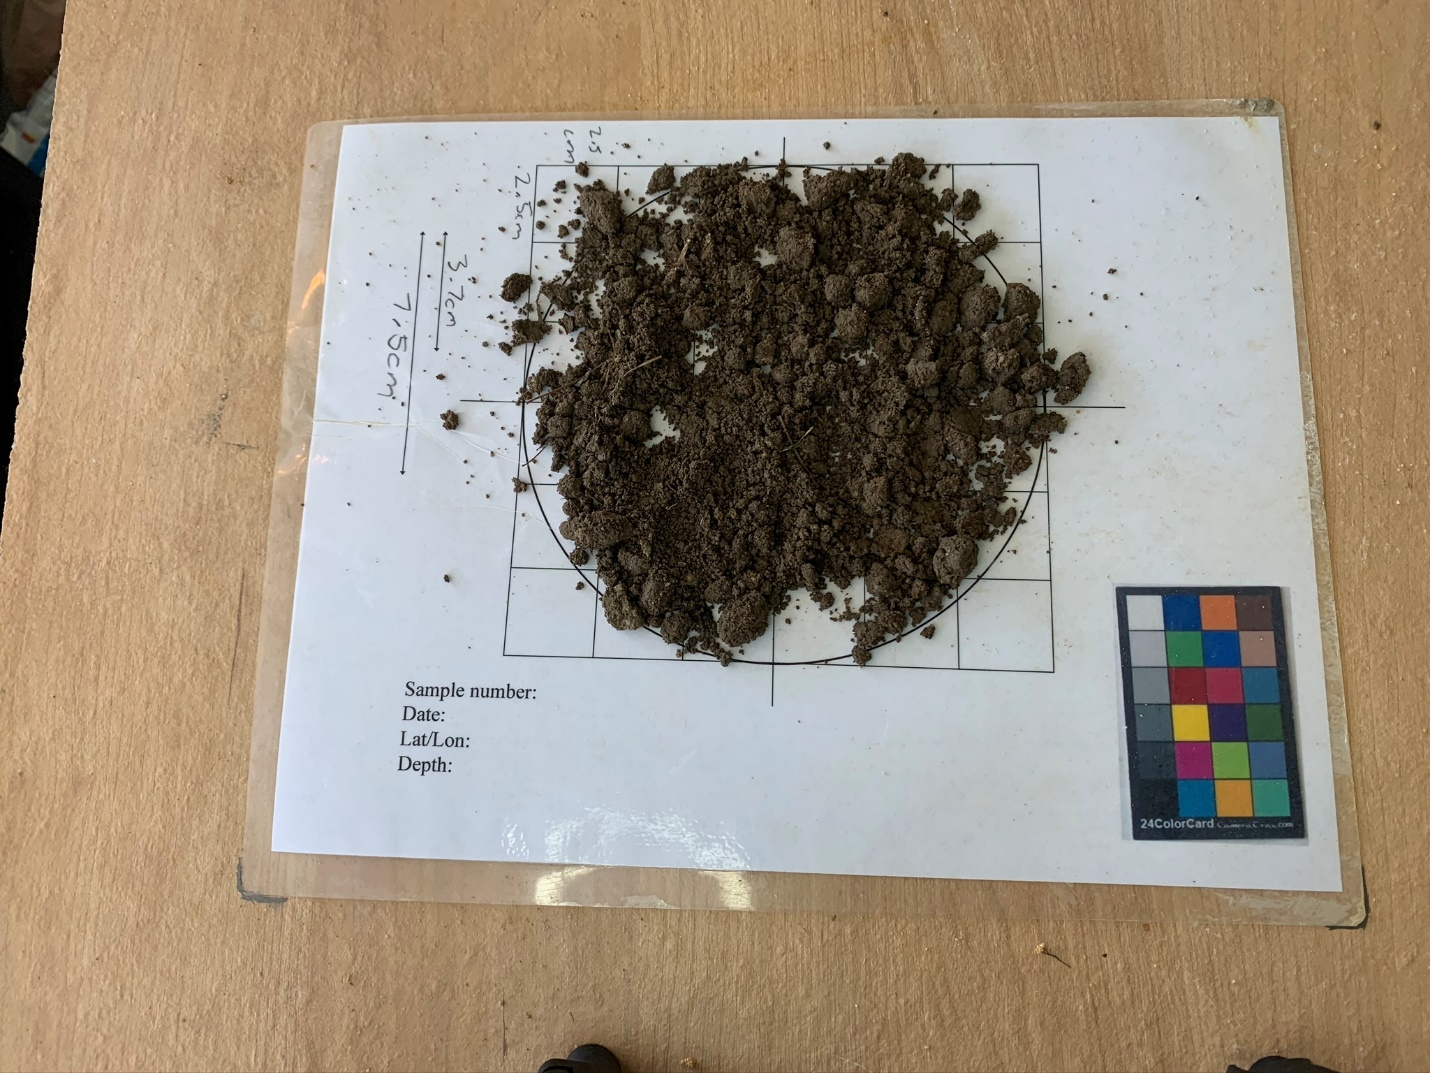 2.5
cm
2.5cm
3.7cm
7.5cm
Sample number:
Date:
Lat/Lon:
Depth:
24ColorCard